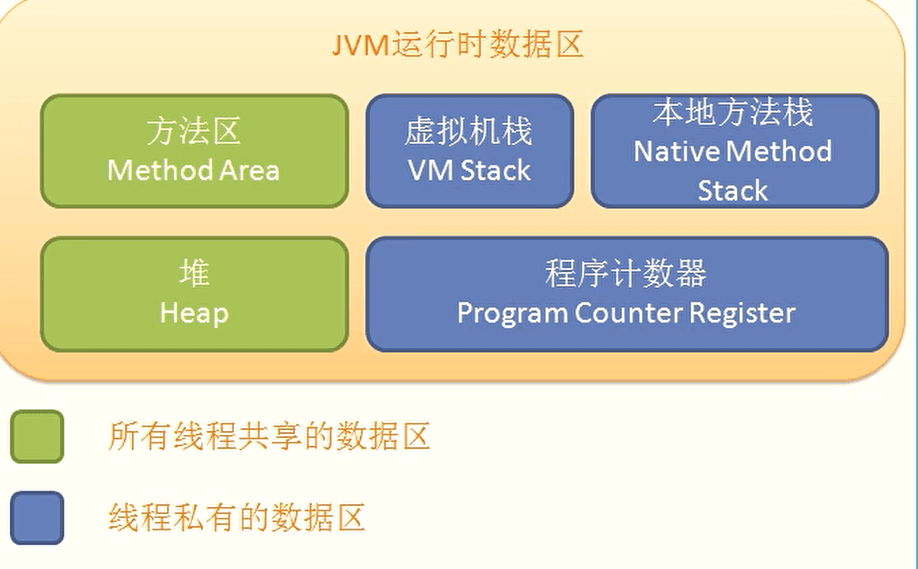 JVM运行时数据区
方法区
Method Area
虚拟机栈
VM Stack
本地方法栈
Native Method
Stack
堆
Heap
程序计数器
Program Counter Register
所有线程共享的数据区
线程私有的数据区